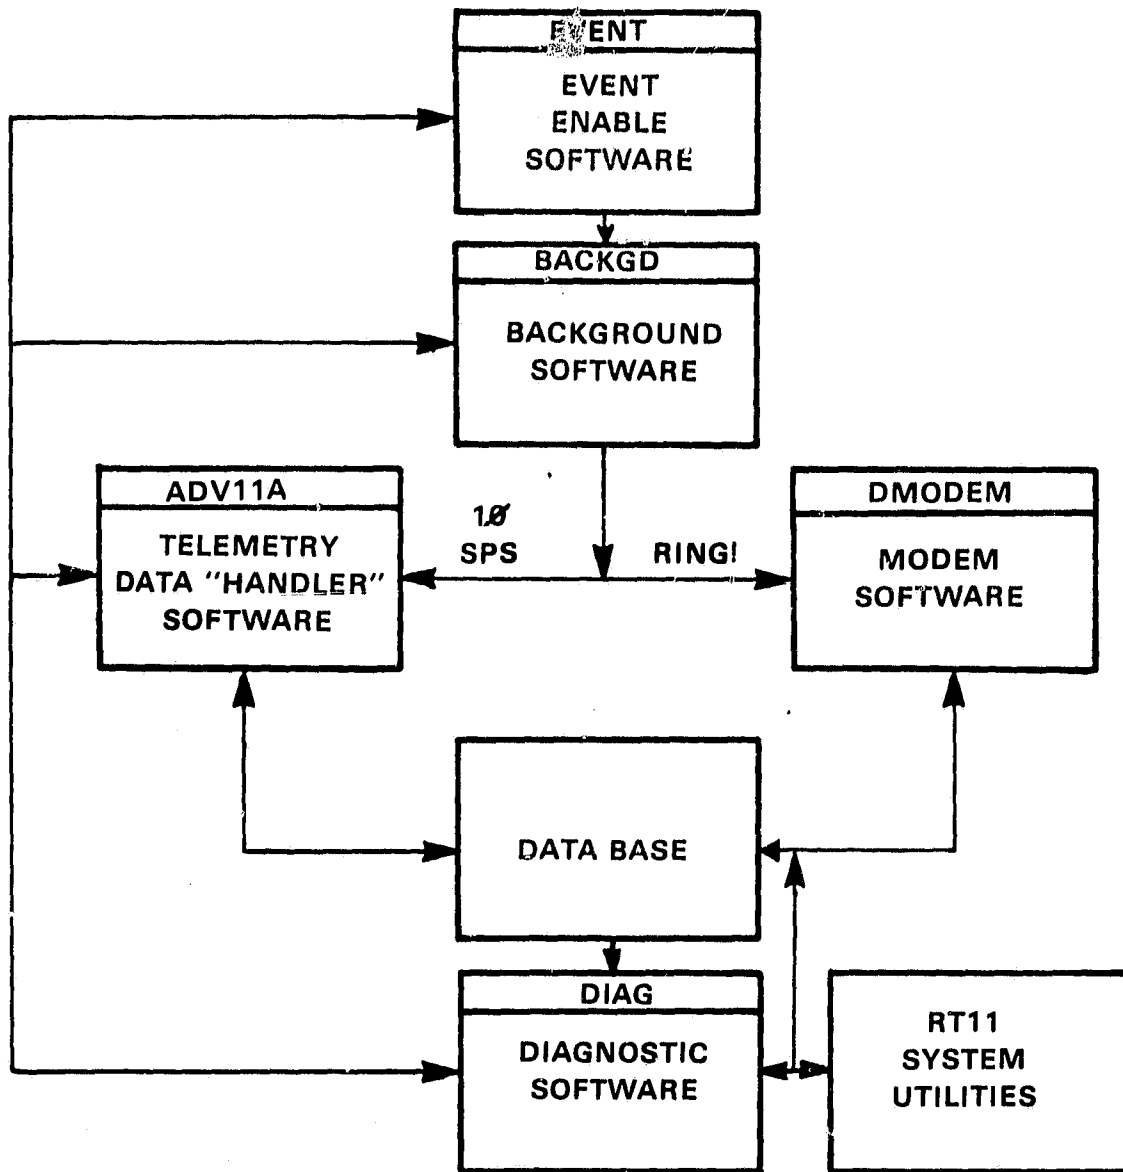 EVENT
EVENT
ENABLE
SOFTWARE
BACKGD
BACKGROUND
SOFTWARE
ADV11A
TELEMETRY
DATA "HANDLER"
SOFTWARE
1Ø
SPS
RING!
DMODEM
MODEM
SOFTWARE
DATA BASE
DIAG
DIAGNOSTIC
SOFTWARE
RT11
SYSTEM
UTILITIES